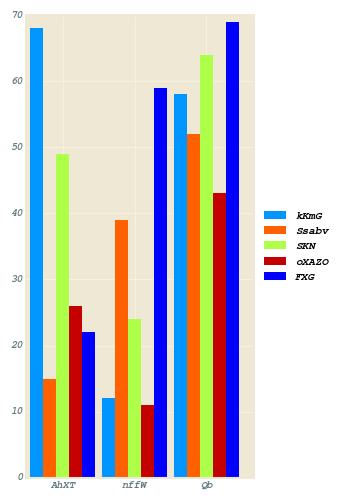 70
60
50
40
30
20
10
0
AhXT nffW Qb
kKmG
Ssabv
SKN
oXAZO
FXG